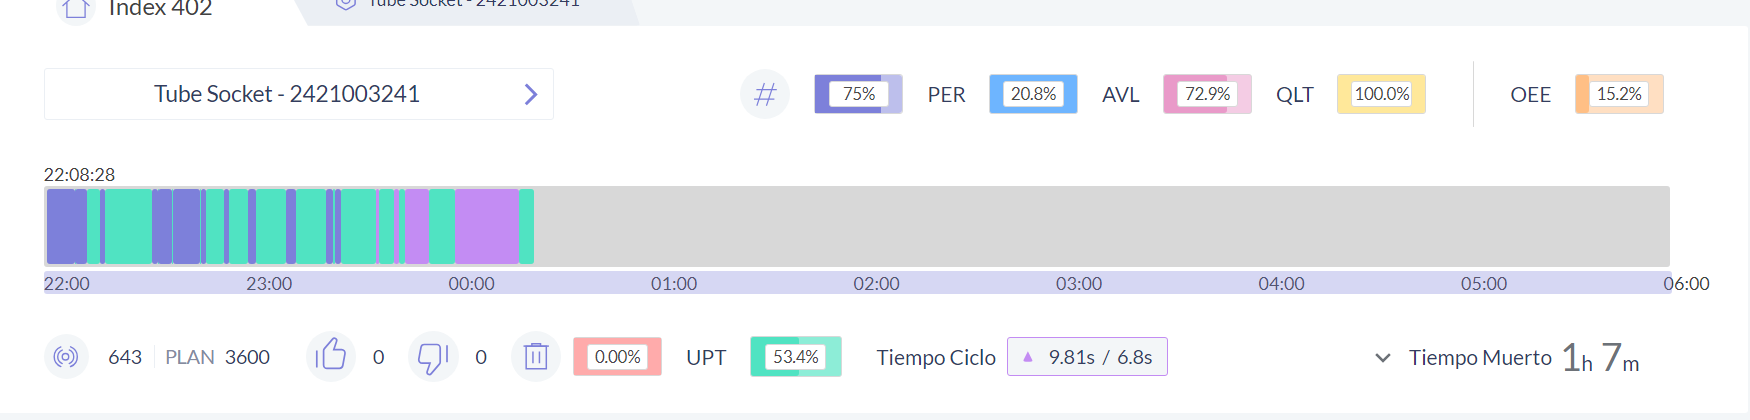 Index 402
Tube Socket - 2421003241
Tube Socket - 2421003241
# 75% PER 20.8% AVL 72.9% QLT 100.0% OEE 15.2%
22:08:28
22:00 23:00 00:00 01:00 02:00 03:00 04:00 05:00 06:00
643 PLAN 3600 0 0 0.00% UPT 53.4% Tiempo Ciclo 9.81s / 6.8s Tiempo Muerto 1h 7m